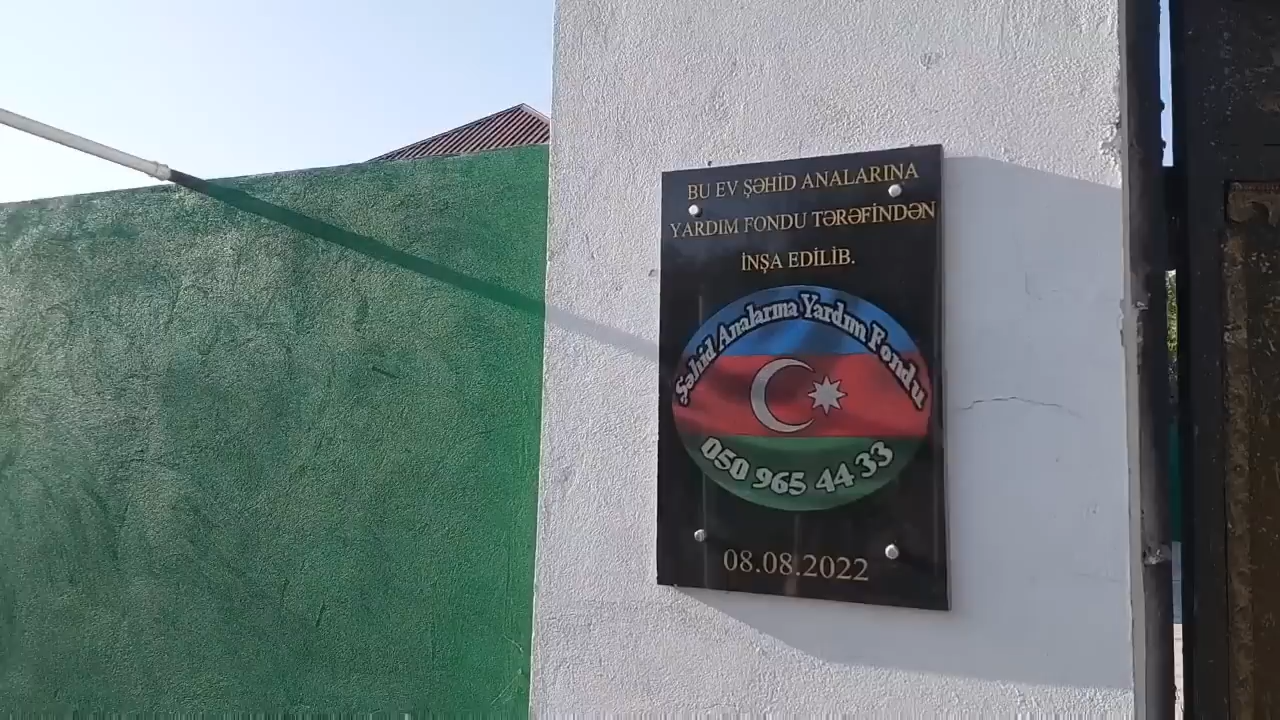 BU EV ŞƏHİD ANALARINA
YARDIM FONDU TƏRƏFİNDƏN
İNŞA EDİLİB.
Şəhid Analarına Yardım Fondu
050 965 44 33
08.08.2022